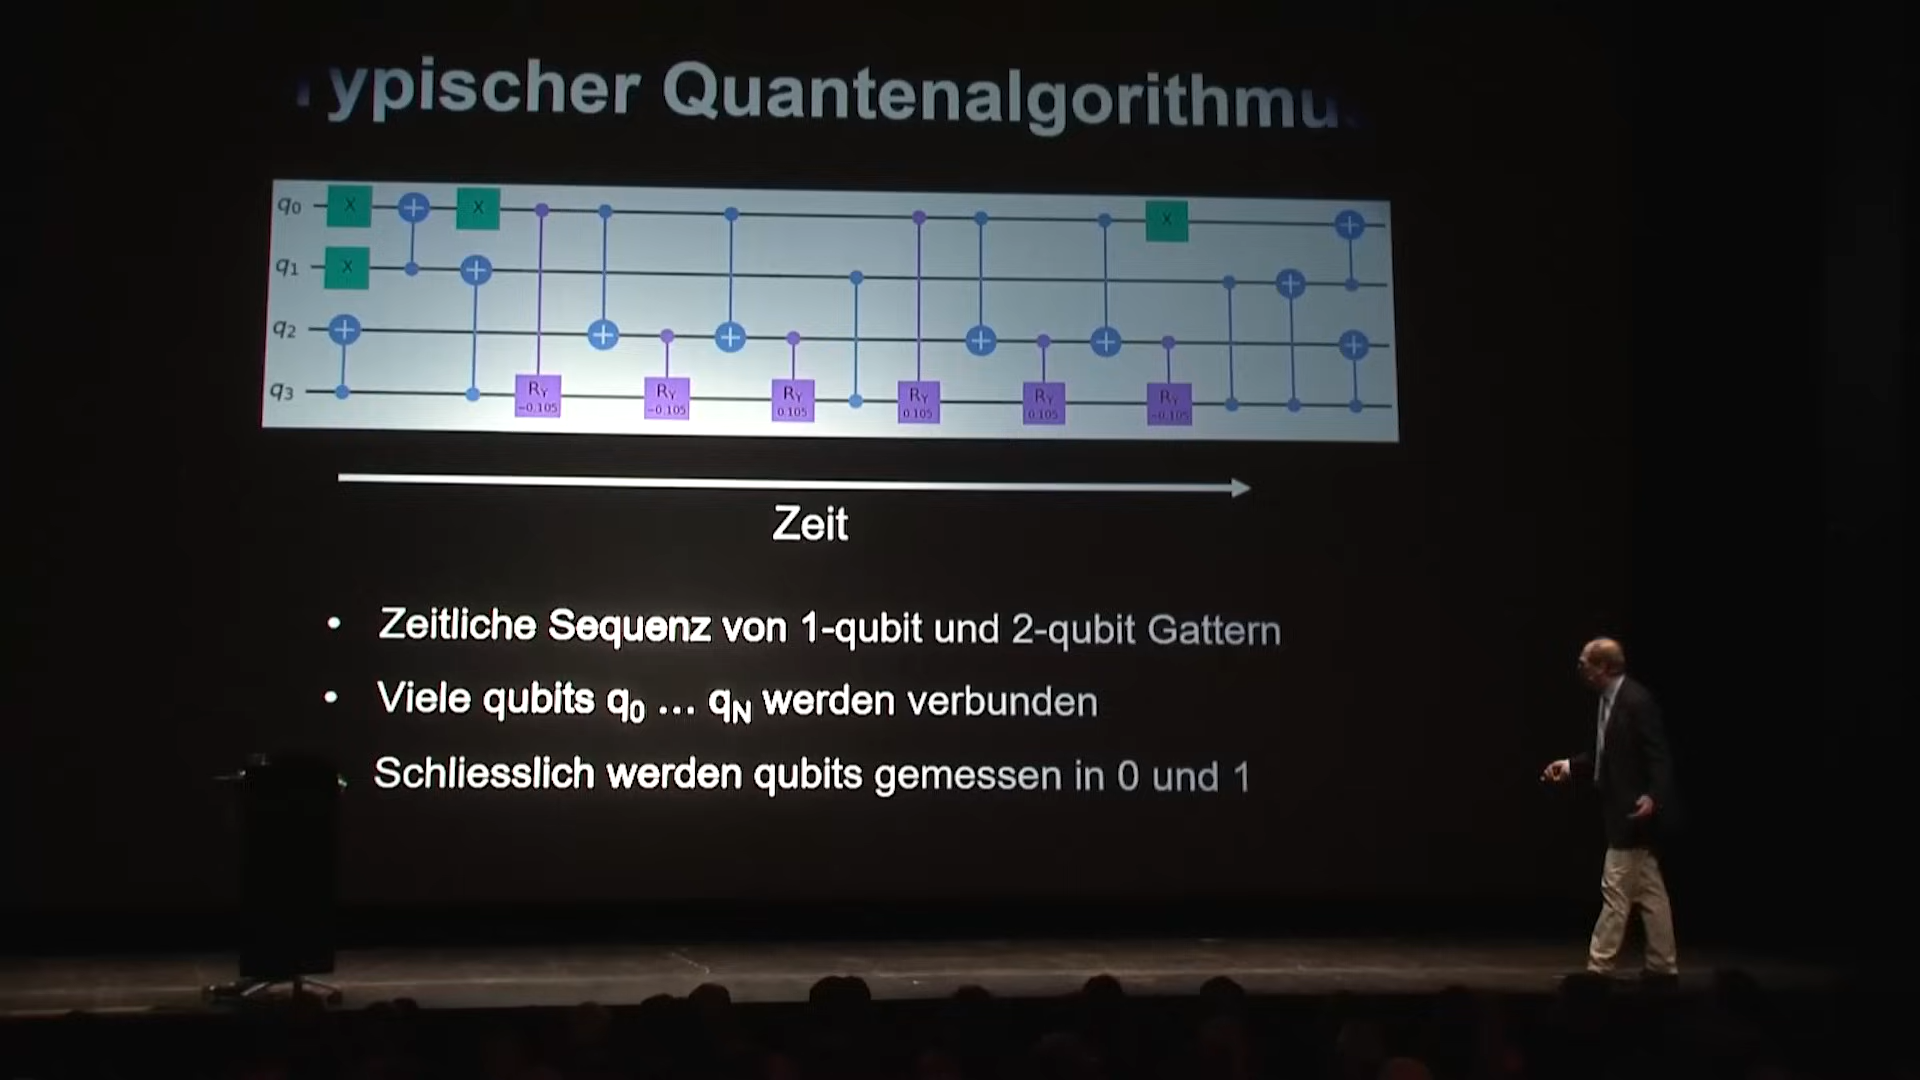 Typischer Quantenalgorithmus
q0 X X X
q1 X
q2
q3 RY RY RY RY RY RY
−0.105 −0.105 0.105 0.105 0.105 −0.105
Zeit
• Zeitliche Sequenz von 1-qubit und 2-qubit Gattern
• Viele qubits q0 ... qN werden verbunden
Schliesslich werden qubits gemessen in 0 und 1